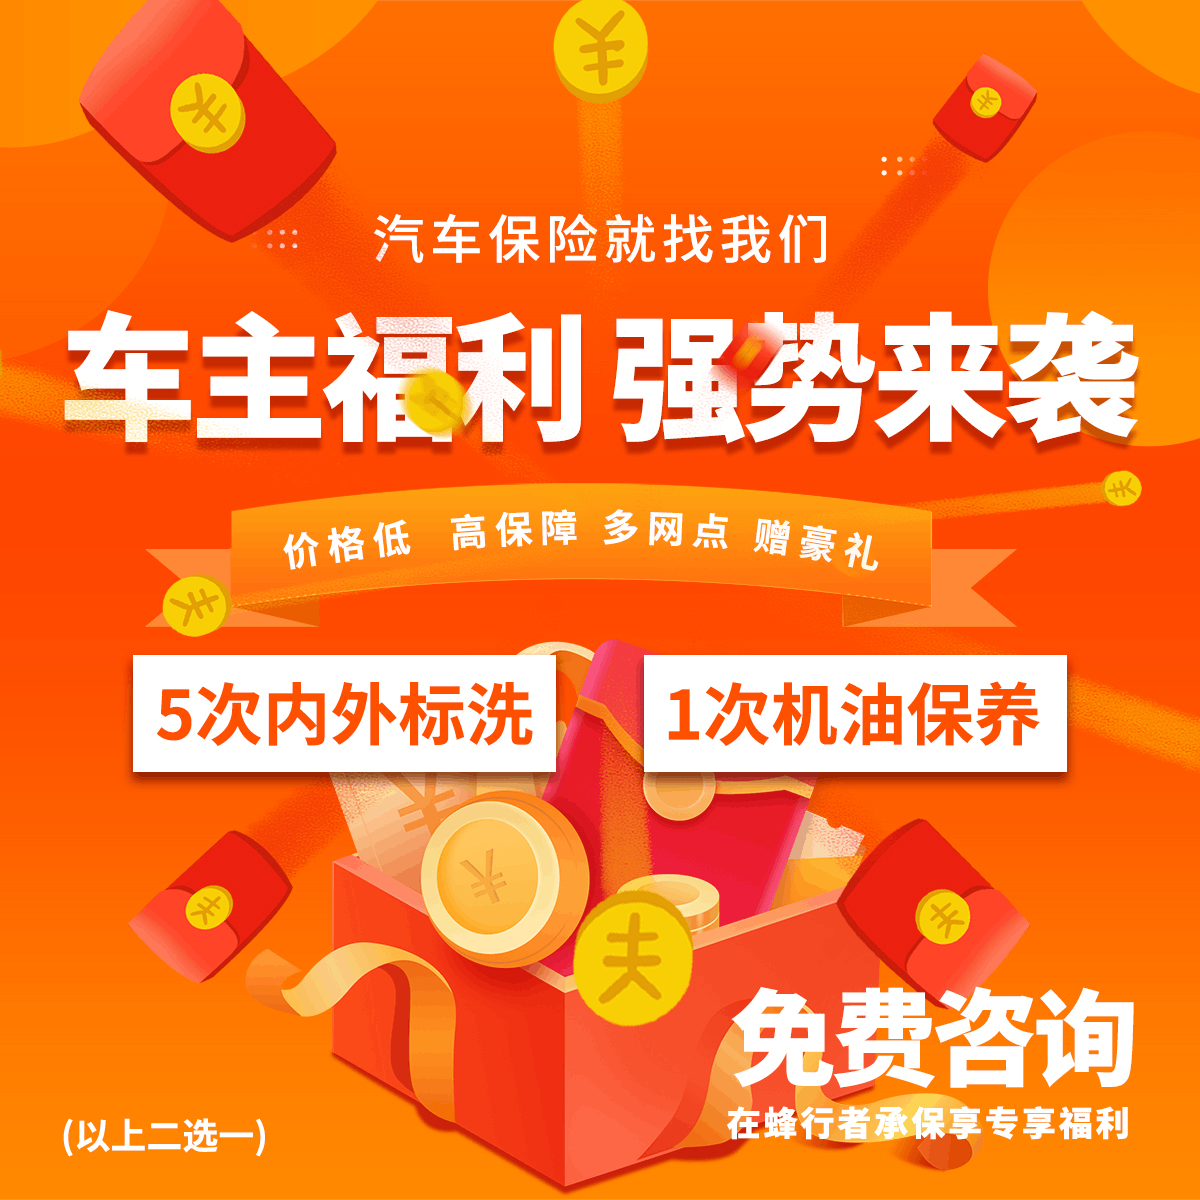 汽车保险就找我们
车主福利 强势来袭
价格低 高保障 多网点 赠豪礼
5次内外标洗
1次机油保养
免费咨询
在蜂行者承保享专享福利
(以上二选一)